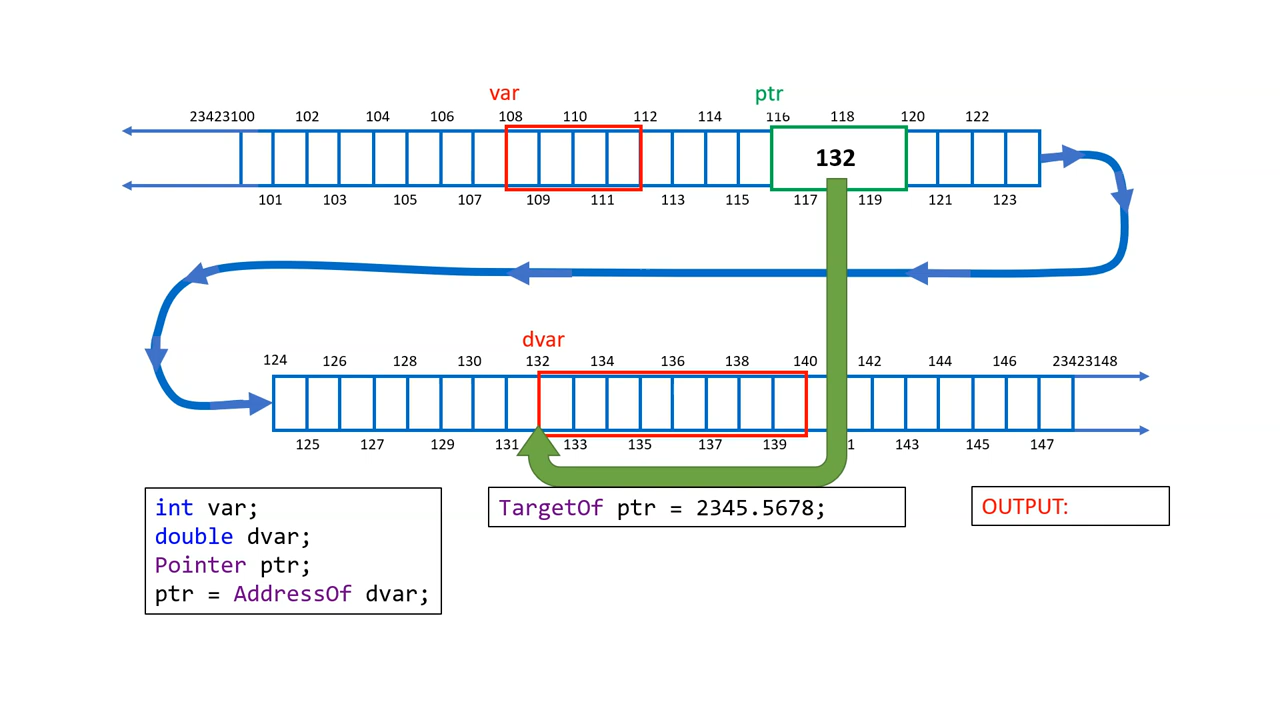 var ptr
23423100 102 104 106 108 110 112 114 116 118 120 122
132
101 103 105 107 109 111 113 115 117 119 121 123
dvar
124 126 128 130 132 134 136 138 140 142 144 146 23423148
125 127 129 131 133 135 137 139 1 143 145 147
int var;
double dvar;
Pointer ptr;
ptr = AddressOf dvar;
TargetOf ptr = 2345.5678;
OUTPUT: